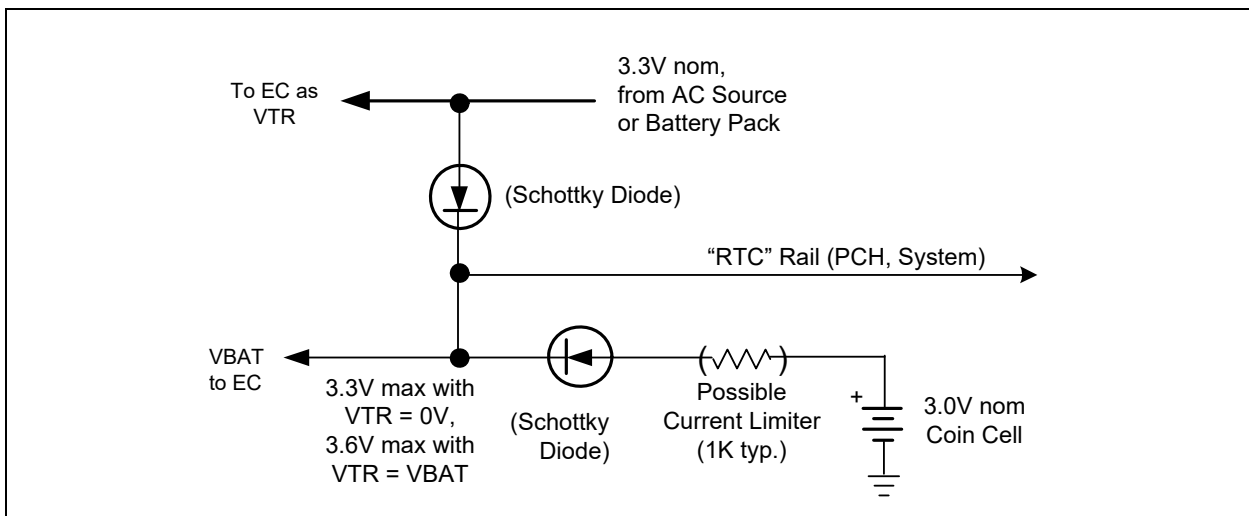 3.3V nom,
from AC Source
or Battery Pack
To EC as
VTR
(Schottky Diode)
“RTC” Rail (PCH, System)
VBAT
to EC
3.3V max with
VTR = 0V,
3.6V max with
VTR = VBAT
(Schottky
Diode)
( )
Possible
Current Limiter
(1K typ.)
+
3.0V nom
Coin Cell